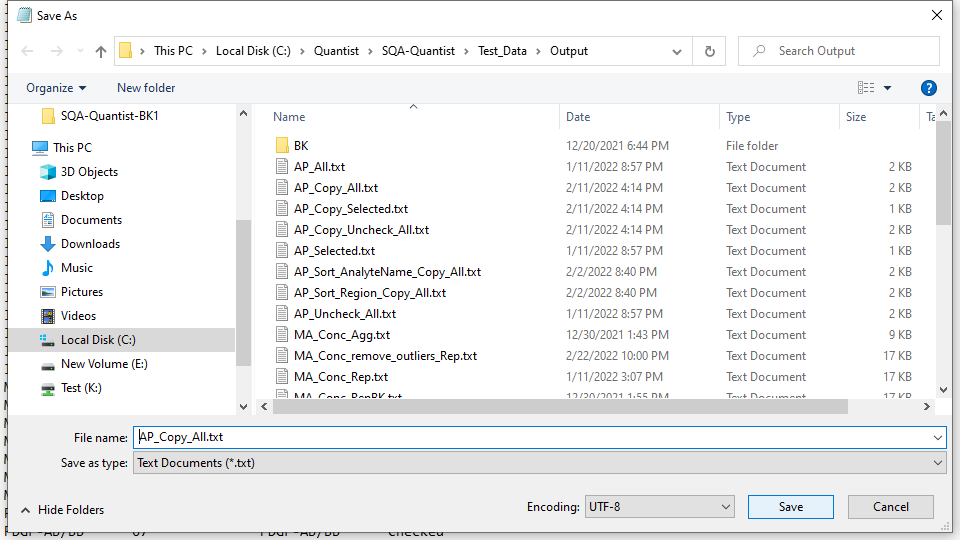 Save As
This PC > Local Disk (C:) > Quantist > SQA-Quantist > Test_Data > Output
Search Output
Organize New folder
SQA-Quantist-BK1
This PC
3D Objects
Desktop
Documents
Downloads
Music
Pictures
Videos
Local Disk (C:)
New Volume (E:)
Test (K:)
Name Date Type Size Ta
BK 12/20/2021 6:44 PM File folder
AP_All.txt 1/11/2022 8:57 PM Text Document 2 KB
AP_Copy_All.txt 2/11/2022 4:14 PM Text Document 2 KB
AP_Copy_Selected.txt 2/11/2022 4:14 PM Text Document 1 KB
AP_Copy_Uncheck_All.txt 2/11/2022 4:14 PM Text Document 2 KB
AP_Selected.txt 1/11/2022 8:57 PM Text Document 1 KB
AP_Sort_AnalyteName_Copy_All.txt 2/2/2022 8:40 PM Text Document 2 KB
AP_Sort_Region_Copy_All.txt 2/2/2022 8:40 PM Text Document 2 KB
AP_Uncheck_All.txt 1/11/2022 8:57 PM Text Document 2 KB
MA_Conc_Agg.txt 12/30/2021 1:43 PM Text Document 9 KB
MA_Conc_remove_outliers_Rep.txt 2/22/2022 10:00 PM Text Document 17 KB
MA_Conc_Rep.txt 1/11/2022 3:07 PM Text Document 17 KB
MA_Conc_RepBK.txt 12/30/2021 1:55 PM Text Document 17 KB
File name: AP_Copy_All.txt
Save as type: Text Documents (*.txt)
Hide Folders Encoding: UTF-8 Save Cancel